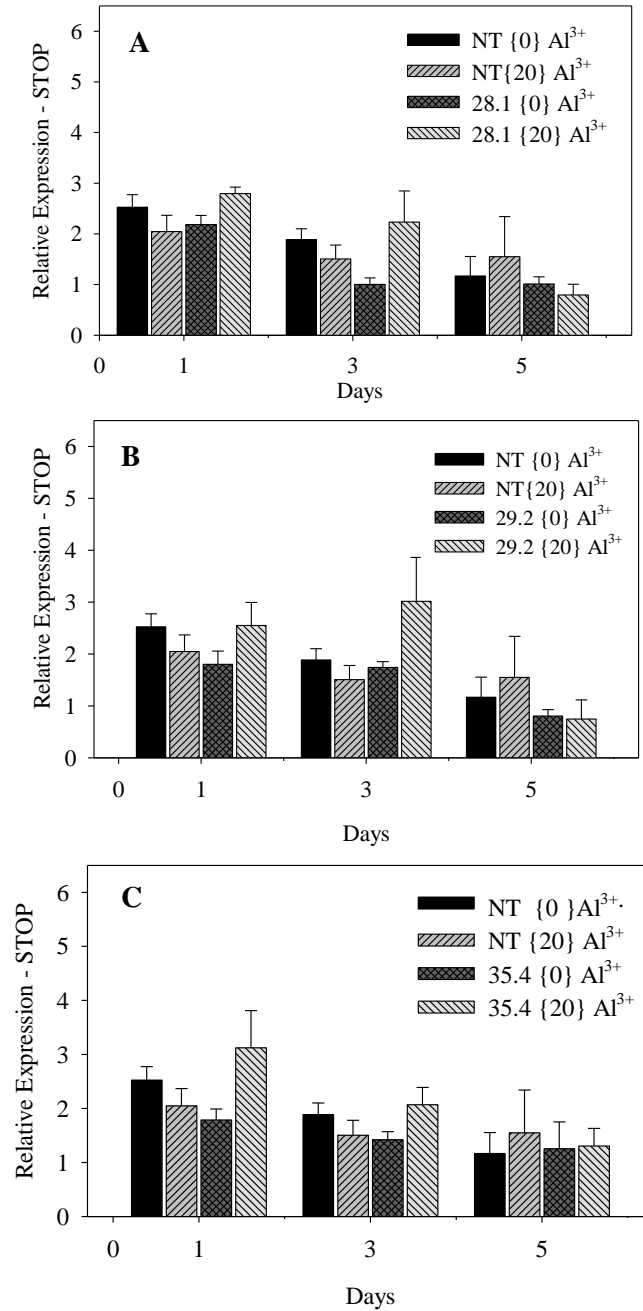 A
NT {0} Al³⁺
NT{20} Al³⁺
28.1 {0} Al³⁺
28.1 {20} Al³⁺
Relative Expression - STOP
6
5
4
3
2
1
0
0 1 3 5
Days
B
NT {0} Al³⁺
NT{20} Al³⁺
29.2 {0} Al³⁺
29.2 {20} Al³⁺
Relative Expression - STOP
6
5
4
3
2
1
0
0 1 3 5
Days
C
NT {0 }Al³⁺·
NT {20} Al³⁺
35.4 {0} Al³⁺
35.4 {20} Al³⁺
Relative Expression - STOP
6
5
4
3
2
1
0
0 1 3 5
Days